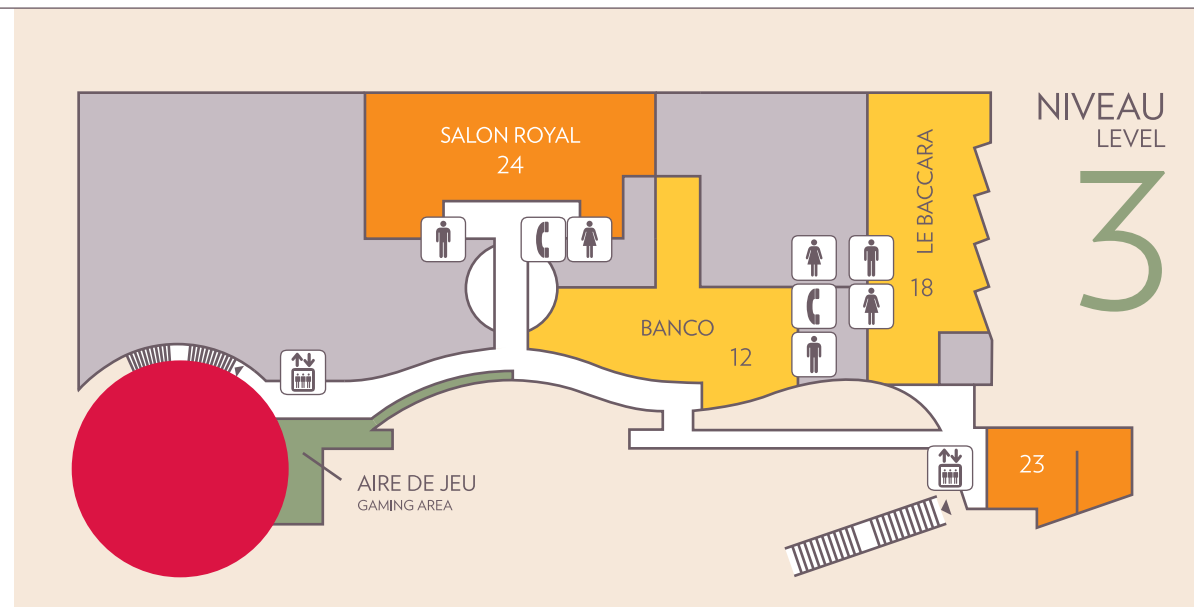 NIVEAU
LEVEL
3
SALON ROYAL
24
LE BACCARA
18
BANCO
12
23
AIRE DE JEU
GAMING AREA